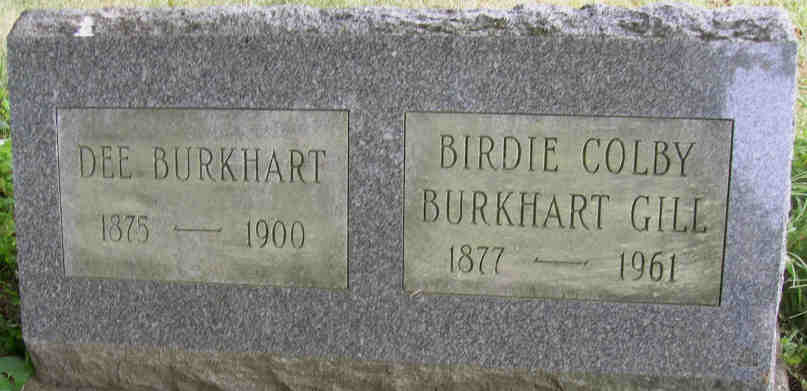 DEE BURKHART
1875 — 1900
BIRDIE COLBY
BURKHART GILL
1877 — 1961